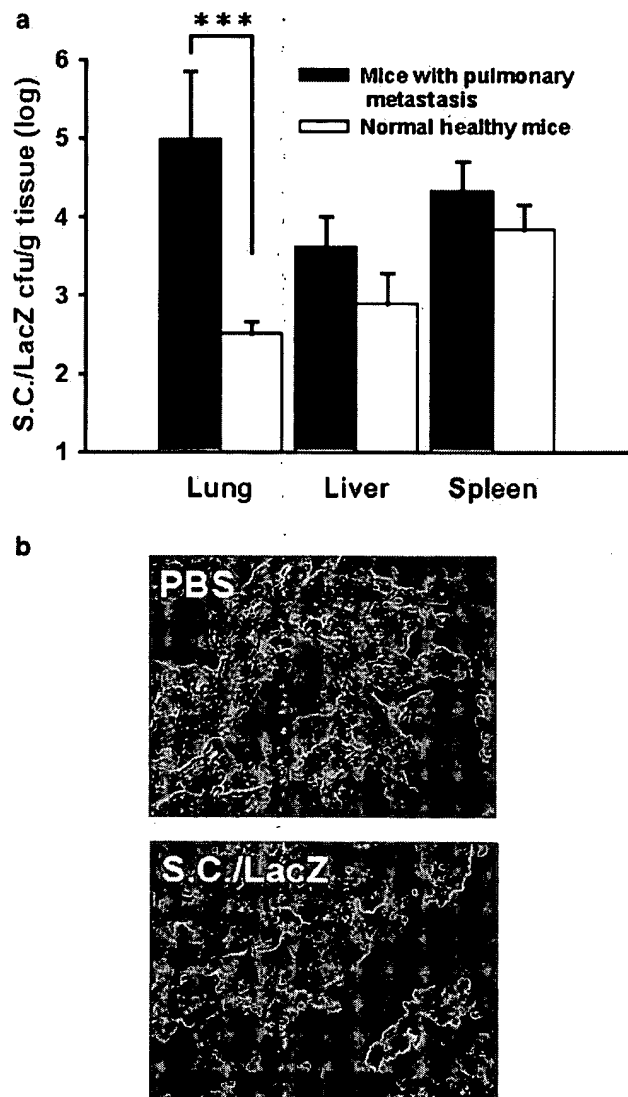 a
***
6
5
4
3
2
1
S.C./LacZ cfu/g tissue (log)
Mice with pulmonary
metastasis
Normal healthy mice
Lung Liver Spleen
b
PBS
S.C./LacZ